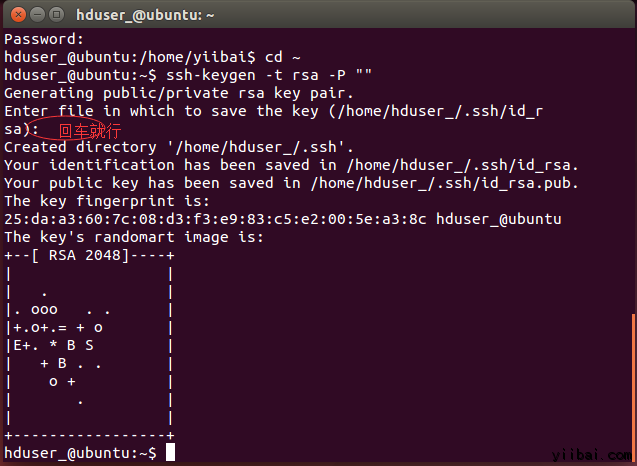 hduser_@ubuntu: ~
Password:
hduser_@ubuntu:/home/yiibai$ cd ~
hduser_@ubuntu:~$ ssh-keygen -t rsa -P ""
Generating public/private rsa key pair.
Enter file in which to save the key (/home/hduser_/.ssh/id_r
sa): 回车就行
Created directory '/home/hduser_/.ssh'.
Your identification has been saved in /home/hduser_/.ssh/id_rsa.
Your public key has been saved in /home/hduser_/.ssh/id_rsa.pub.
The key fingerprint is:
25:da:a3:60:7c:08:d3:f3:e9:83:c5:e2:00:5e:a3:8c hduser_@ubuntu
The key's randomart image is:
+--[ RSA 2048]----+
|                 |
|   .             |
|. ooo   . .      |
|+.o+.= + o       |
|E+. * B S        |
|   + B . .       |
|    o +          |
|       .         |
|                 |
+-----------------+
hduser_@ubuntu:~$
yiibai.com